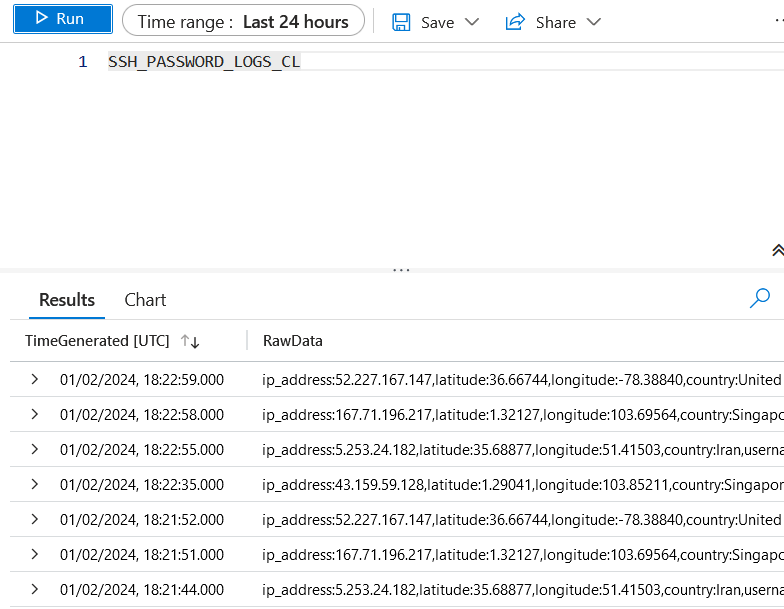 Run Time range : Last 24 hours Save Share
1 SSH_PASSWORD_LOGS_CL
Results Chart
TimeGenerated [UTC] RawData
01/02/2024, 18:22:59.000 ip_address:52.227.167.147,latitude:36.66744,longitude:-78.38840,country:United
01/02/2024, 18:22:58.000 ip_address:167.71.196.217,latitude:1.32127,longitude:103.69564,country:Singapo
01/02/2024, 18:22:55.000 ip_address:5.253.24.182,latitude:35.68877,longitude:51.41503,country:Iran,userna
01/02/2024, 18:22:35.000 ip_address:43.159.59.128,latitude:1.29041,longitude:103.85211,country:Singapor
01/02/2024, 18:21:52.000 ip_address:52.227.167.147,latitude:36.66744,longitude:-78.38840,country:United
01/02/2024, 18:21:51.000 ip_address:167.71.196.217,latitude:1.32127,longitude:103.69564,country:Singapo
01/02/2024, 18:21:44.000 ip_address:5.253.24.182,latitude:35.68877,longitude:51.41503,country:Iran,userna